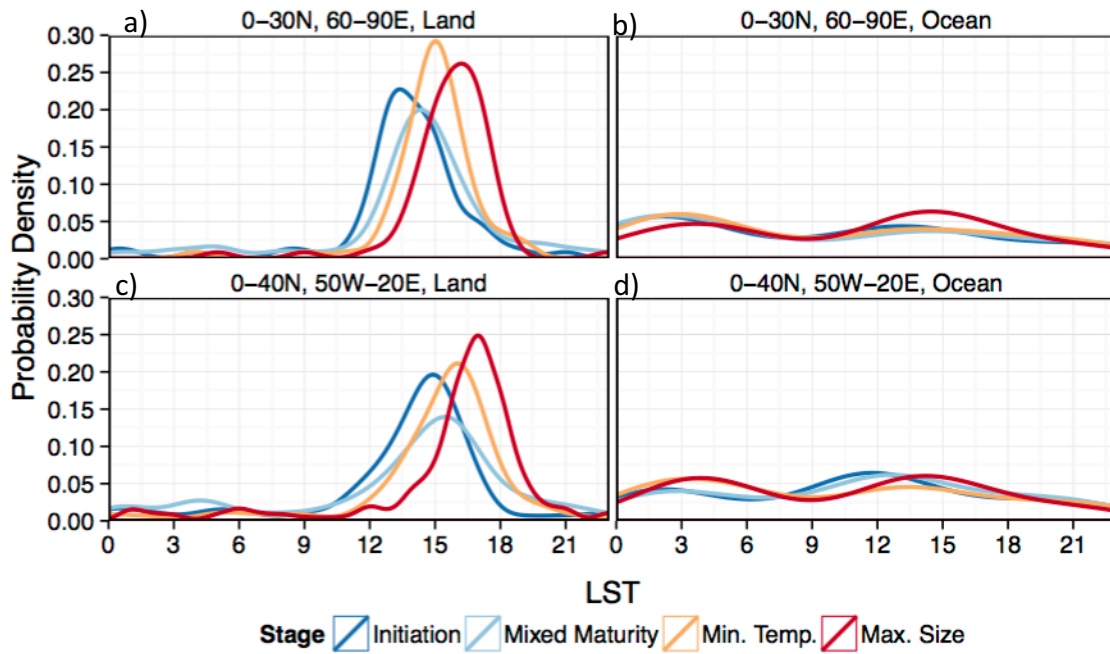 a) 0–30N, 60–90E, Land
b) 0–30N, 60–90E, Ocean
0.30
0.25
0.20
0.15
0.10
0.05
0.00
c) 0–40N, 50W–20E, Land
d) 0–40N, 50W–20E, Ocean
0.30
0.25
0.20
0.15
0.10
0.05
0.00
Probability Density
0 3 6 9 12 15 18 21
0 3 6 9 12 15 18 21
LST
Stage Initiation Mixed Maturity Min. Temp. Max. Size